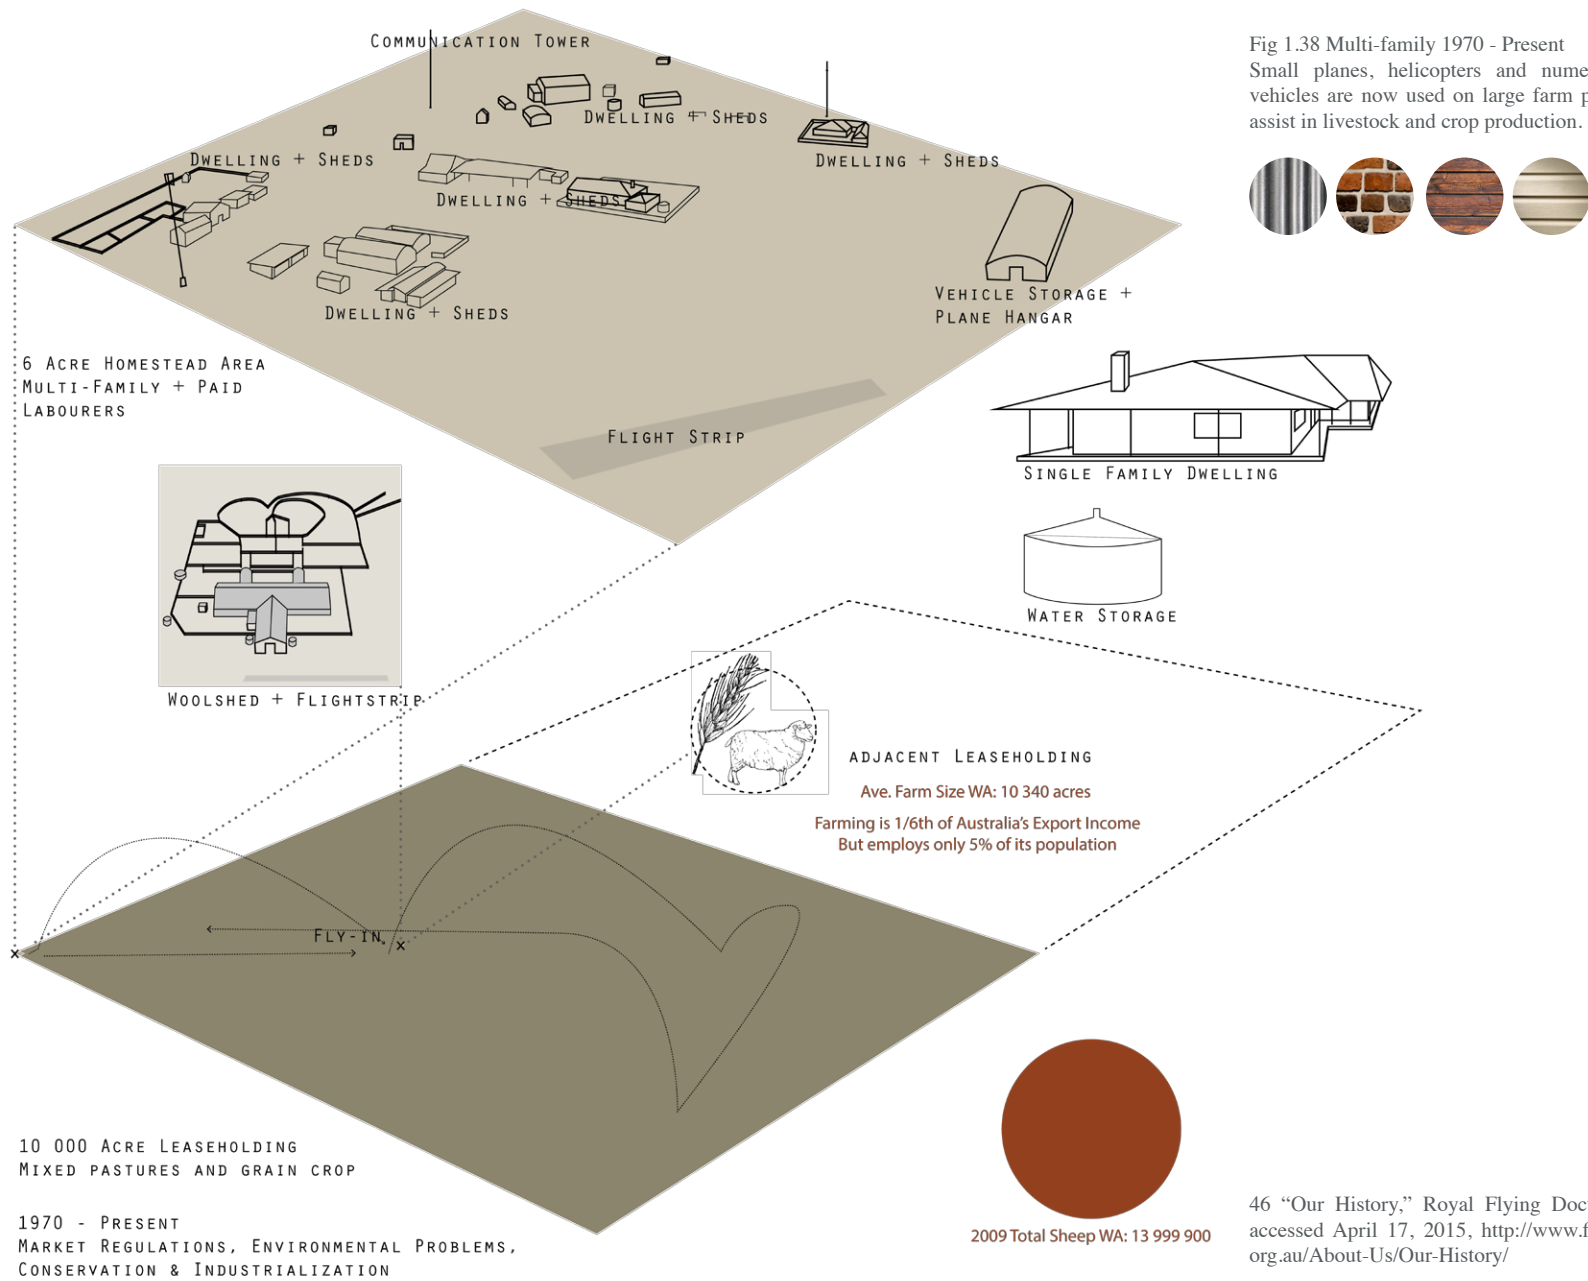 COMMUNICATION TOWER
DWELLING + SHEDS
DWELLING + SHEDS
DWELLING + SHEDS
DWELLING + SHEDS
DWELLING + SHEDS
VEHICLE STORAGE +
PLANE HANGAR
6 ACRE HOMESTEAD AREA
MULTI-FAMILY + PAID
LABOURERS
FLIGHT STRIP
SINGLE FAMILY DWELLING
WATER STORAGE
WOOLSHED + FLIGHTSTRIP
ADJACENT LEASEHOLDING
Ave. Farm Size WA: 10 340 acres
Farming is 1/6th of Australia's Export Income
But employs only 5% of its population
FLY-IN
10 000 ACRE LEASEHOLDING
MIXED PASTURES AND GRAIN CROP
1970 - PRESENT
MARKET REGULATIONS, ENVIRONMENTAL PROBLEMS,
CONSERVATION & INDUSTRIALIZATION
2009 Total Sheep WA: 13 999 900
Fig 1.38 Multi-family 1970 - Present
Small planes, helicopters and nume
vehicles are now used on large farm p
assist in livestock and crop production.
46 “Our History,” Royal Flying Doc
accessed April 17, 2015, http://www.f
org.au/About-Us/Our-History/